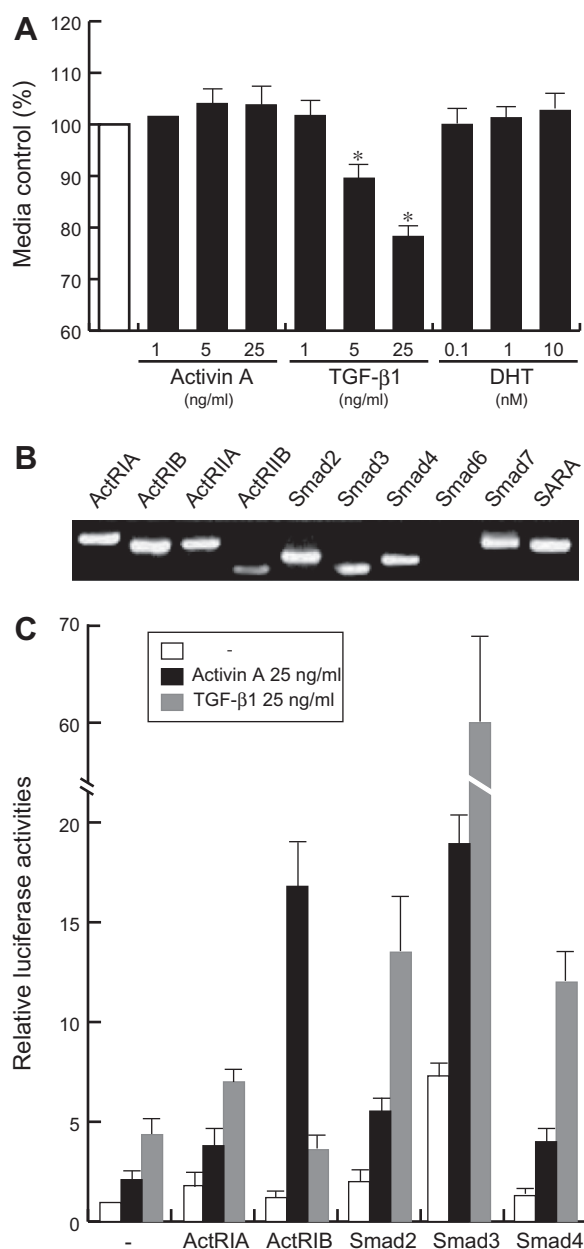 A
Media control (%)
120
110
100
90
80
70
60
1 5 25 1 5 25 0.1 1 10
* *
Activin A TGF-β1 DHT
(ng/ml) (ng/ml) (nM)
B
ActRIA ActRIB ActRIIA ActRIIB Smad2 Smad3 Smad4 Smad6 Smad7 SARA
C
Relative luciferase activities
70
60
20
15
10
5
0
-
Activin A 25 ng/ml
TGF-β1 25 ng/ml
- ActRIA ActRIB Smad2 Smad3 Smad4